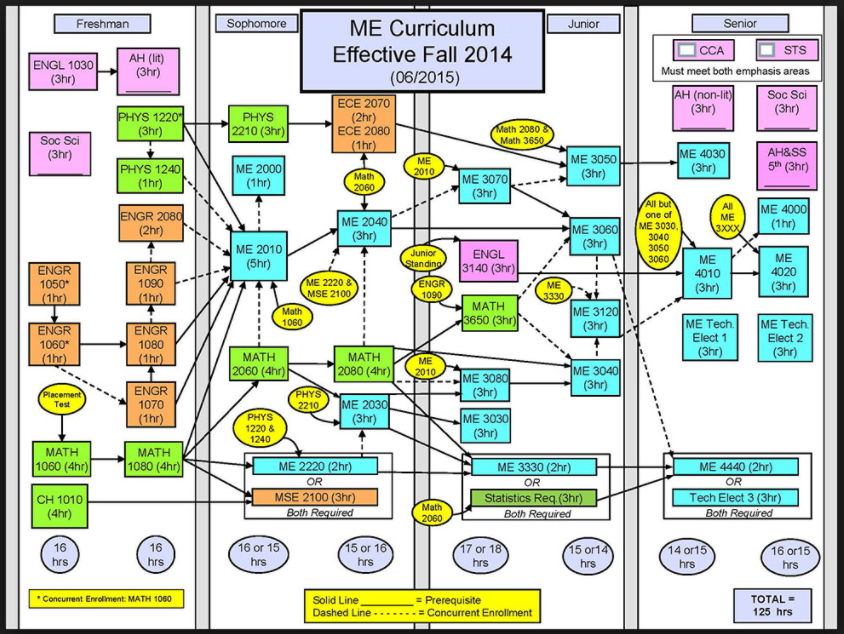 Freshman
Sophomore
ME Curriculum
Effective Fall 2014
(06/2015)
Junior
Senior
CCA
STS
Must meet both emphasis areas
ENGL 1030
(3hr)
AH (lit)
(3hr)
PHYS 1220*
(3hr)
Soc Sci
(3hr)
PHYS 1240
(1hr)
ENGR 2080
(2hr)
ENGR
1050*
(1hr)
ENGR
1090
(1hr)
ENGR
1060*
(1hr)
ENGR
1080
(1hr)
ENGR
1070
(1hr)
Placement
Test
MATH
1060 (4hr)
MATH
1080 (4hr)
CH 1010
(4hr)
16
hrs
16
hrs
* Concurrent Enrollment: MATH 1060
PHYS
2210 (3hr)
ECE 2070
(2hr)
ECE 2080
(1hr)
ME 2000
(1hr)
Math
2060
ME 2010
(5hr)
ME 2040
(3hr)
ME 2220 &
MSE 2100
Math
1060
MATH
2060 (4hr)
MATH
2080 (4hr)
PHYS
2210
ME 2030
(3hr)
PHYS
1220 &
1240
ME 2220 (2hr)
OR
MSE 2100 (3hr)
Both Required
16 or 15
hrs
15 or 16
hrs
Solid Line = Prerequisite
Dashed Line - - - - - - - = Concurrent Enrollment
Math 2080 &
Math 3650
ME
2010
ME 3050
(3hr)
ME 3070
(3hr)
ME 3060
(3hr)
Junior
Standing
ENGL
3140 (3hr)
ENGR
1090
ME
3330
MATH
3650 (3hr)
ME 3120
(3hr)
ME
2010
ME 3080
(3hr)
ME 3040
(3hr)
ME 3030
(3hr)
ME 3330 (2hr)
OR
Statistics Req.(3hr)
Both Required
Math
2060
17 or 18
hrs
15 or14
hrs
AH (non-lit)
(3hr)
Soc Sci
(3hr)
ME 4030
(3hr)
AH&SS
5th (3hr)
All but
one of
ME 3030,
3040
3050
3060
All
ME
3XXX
ME 4000
(1hr)
ME
4010
(3hr)
ME
4020
(3hr)
ME Tech.
Elect 1
(3hr)
ME Tech.
Elect 2
(3hr)
ME 4440 (2hr)
OR
Tech Elect 3 (3hr)
Both Required
14 or15
hrs
16 or15
hrs
TOTAL =
125 hrs